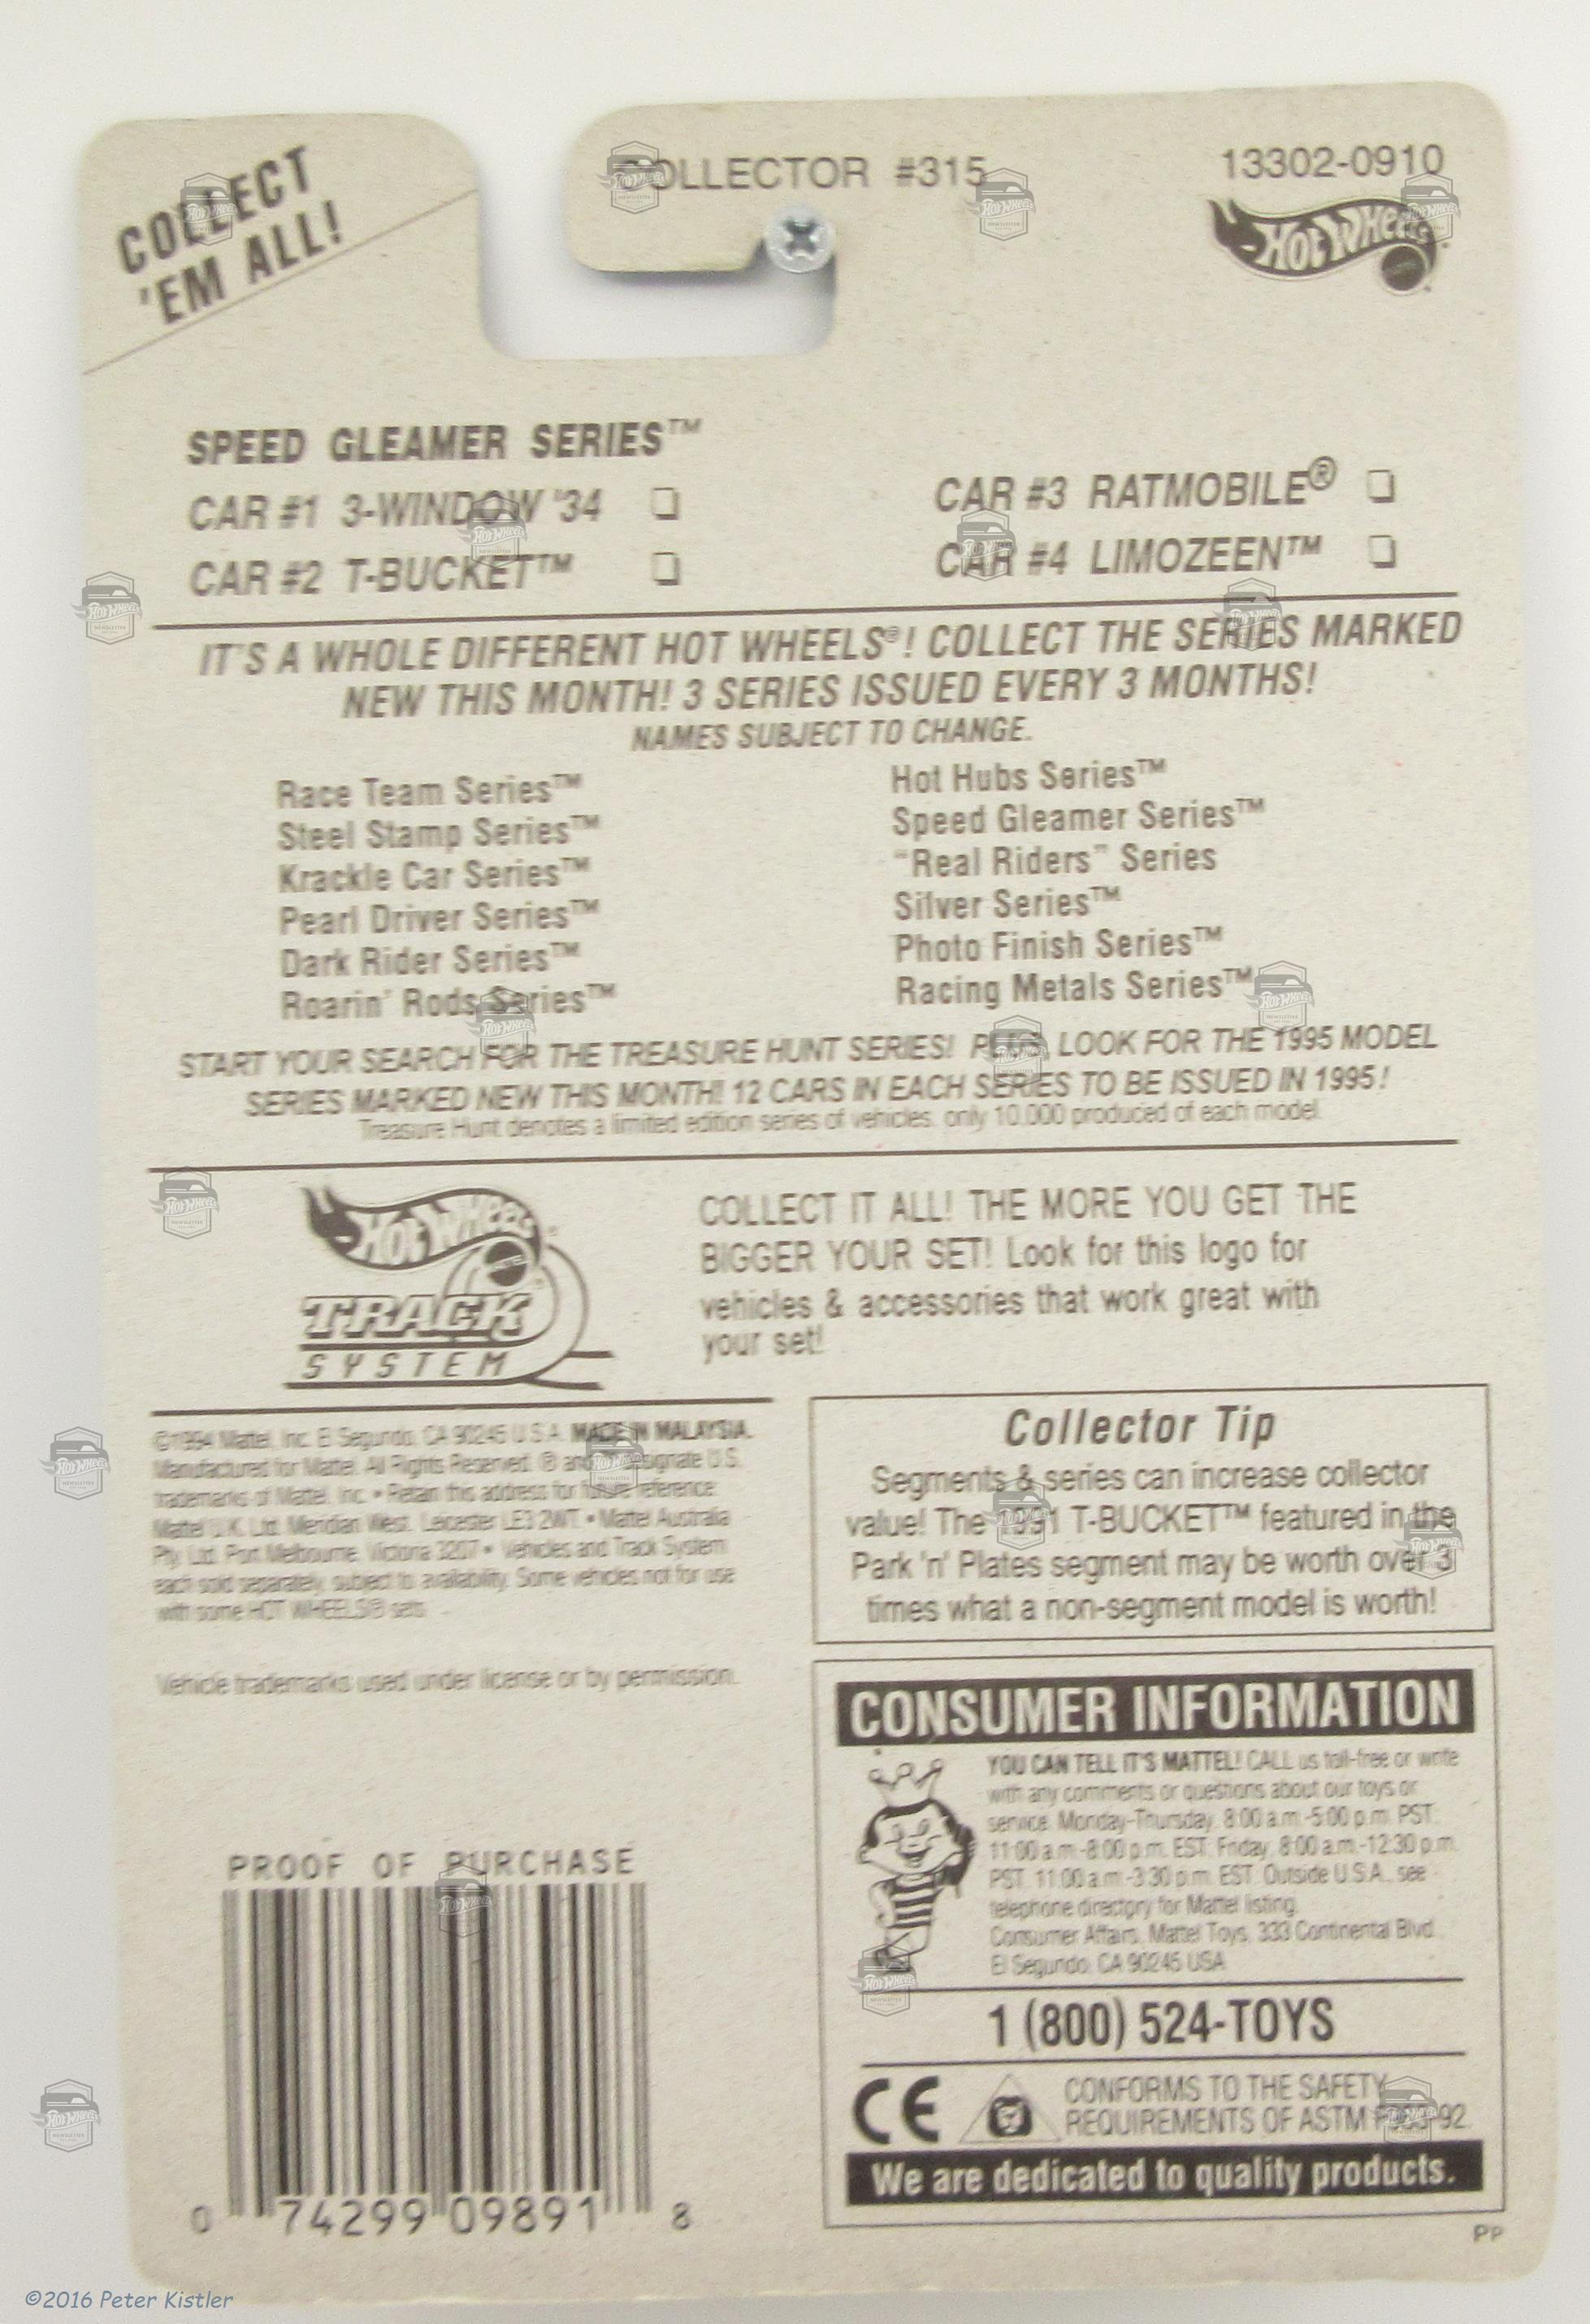 COLLECT
'EM ALL!
COLLECTOR #315
13302-0910
HOT WHEELS
SPEED GLEAMER SERIES™
CAR #1 3-WINDOW '34 ❏
CAR #2 T-BUCKET™ ❏
CAR #3 RATMOBILE® ❏
CAR #4 LIMOZEEN™ ❏
IT'S A WHOLE DIFFERENT HOT WHEELS®! COLLECT THE SERIES MARKED
NEW THIS MONTH! 3 SERIES ISSUED EVERY 3 MONTHS!
NAMES SUBJECT TO CHANGE.
Race Team Series™
Steel Stamp Series™
Krackle Car Series™
Pearl Driver Series™
Dark Rider Series™
Roarin' Rods Series™
Hot Hubs Series™
Speed Gleamer Series™
"Real Riders" Series
Silver Series™
Photo Finish Series™
Racing Metals Series™
START YOUR SEARCH FOR THE TREASURE HUNT SERIES! PLUS, LOOK FOR THE 1995 MODEL
SERIES MARKED NEW THIS MONTH! 12 CARS IN EACH SERIES TO BE ISSUED IN 1995!
Treasure Hunt denotes a limited edition series of vehicles, only 10,000 produced of each model.
HOT WHEELS
TRACK
SYSTEM
COLLECT IT ALL! THE MORE YOU GET THE
BIGGER YOUR SET! Look for this logo for
vehicles & accessories that work great with
your set!
©1994 Mattel, Inc. El Segundo, CA 90245 U.S.A. MADE IN MALAYSIA.
Manufactured for Mattel. All Rights Reserved. ® and ™ designate U.S.
trademarks of Mattel, Inc. • Retain this address for future reference:
Mattel U.K. Ltd. Meridian West, Leicester LE3 2WT. • Mattel Australia
Pty. Ltd. Port Melbourne, Victoria 3207 • Vehicles and Track System
each sold separately, subject to availability. Some vehicles not for use
with some HOT WHEELS® sets.
Vehicle trademarks used under license or by permission.
Collector Tip
Segments & series can increase collector
value! The 1991 T-BUCKET™ featured in the
Park 'n' Plates segment may be worth over 3
times what a non-segment model is worth!
CONSUMER INFORMATION
YOU CAN TELL IT'S MATTEL! CALL us toll-free or write
with any comments or questions about our toys or
service. Monday-Thursday, 8:00 a.m.-5:00 p.m. PST;
11:00 a.m.-8:00 p.m. EST; Friday, 8:00 a.m.-12:30 p.m.
PST, 11:00 a.m.-3:30 p.m. EST. Outside U.S.A., see
telephone directory for Mattel listing.
Consumer Affairs, Mattel Toys, 333 Continental Blvd.,
El Segundo, CA 90245 USA
1 (800) 524-TOYS
CE
CONFORMS TO THE SAFETY
REQUIREMENTS OF ASTM F963-92.
We are dedicated to quality products.
PROOF OF PURCHASE
0 74299 09891 8
PP
©2016 Peter Kistler